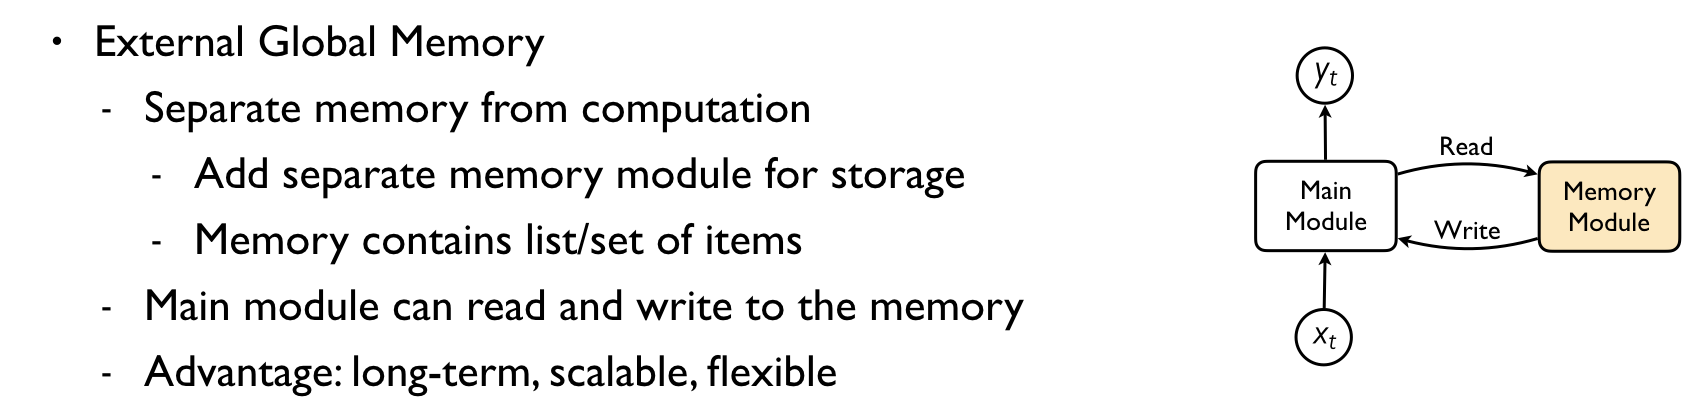 • External Global Memory
- Separate memory from computation
- Add separate memory module for storage
- Memory contains list/set of items
- Main module can read and write to the memory
- Advantage: long-term, scalable, flexible
y_t
Read
Main
Module
Memory
Module
Write
x_t